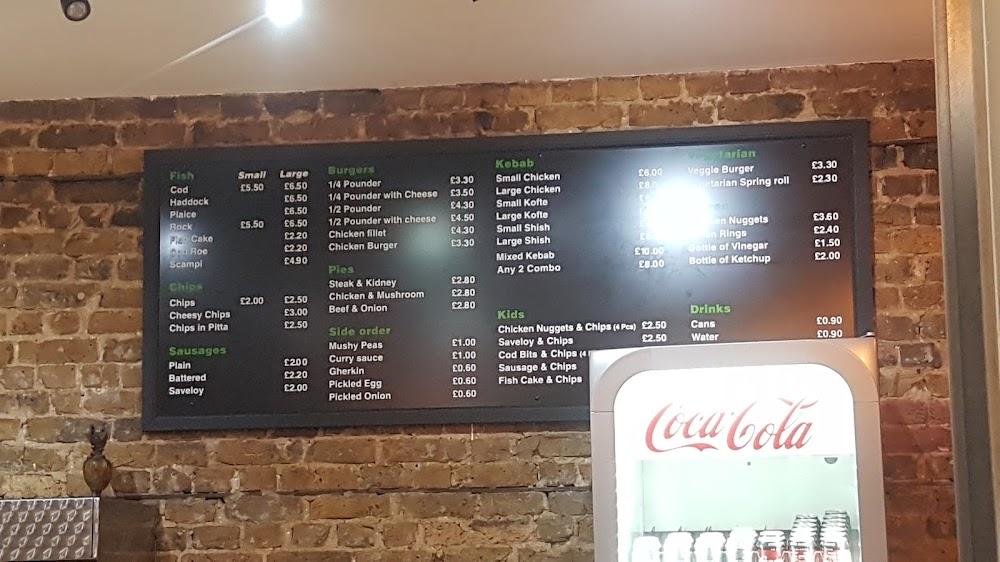 Fish Small Large
Cod £5.50 £6.50
Haddock £6.50
Plaice £6.50
Rock £5.50 £6.50
Cake £2.20
Roe £2.20
Scampi £4.90
Chips
Chips £2.00 £2.50
Cheesy Chips £3.00
Chips in Pitta £2.50
Sausages
Plain £2.00
Battered £2.20
Saveloy £2.00
Burgers
1/4 Pounder £3.30
1/4 Pounder with Cheese £3.50
1/2 Pounder £4.30
1/2 Pounder with cheese £4.50
Chicken fillet £4.30
Chicken Burger £3.30
Pies
Steak & Kidney £2.80
Chicken & Mushroom £2.80
Beef & Onion £2.80
Side order
Mushy Peas £1.00
Curry sauce £1.00
Gherkin £0.60
Pickled Egg £0.60
Pickled Onion £0.60
Kebab
Small Chicken £6.00
Large Chicken
Small Kofte
Large Kofte
Small Shish
Large Shish
Mixed Kebab £10.00
Any 2 Combo £8.00
Kids
Chicken Nuggets & Chips (4 Pcs) £2.50
Saveloy & Chips £2.50
Cod Bits & Chips
Sausage & Chips
Fish Cake & Chips
Veggie Burger £3.30
Spring roll £2.30
Nuggets £3.60
Rings £2.40
Bottle of Vinegar £1.50
Bottle of Ketchup £2.00
Drinks
Cans £0.90
Water £0.90
Coca-Cola